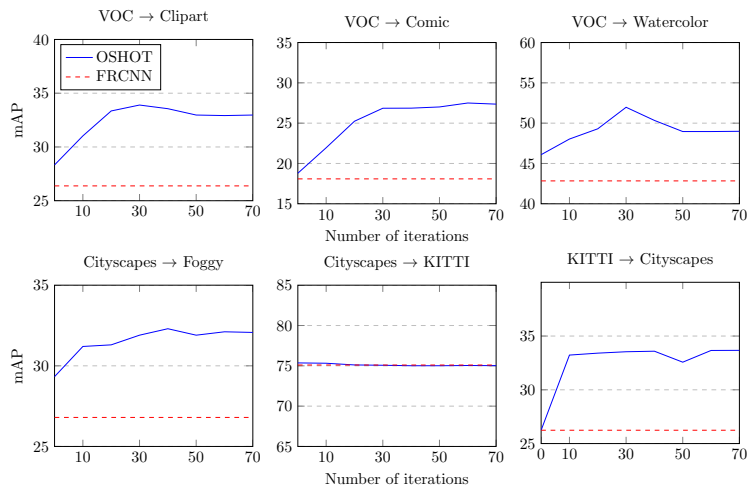 VOC → Clipart
VOC → Comic
VOC → Watercolor
40
35
30
25
mAP
OSHOT
FRCNN
10 30 50 70
35
30
25
20
15
10 30 50 70
Number of iterations
60
55
50
45
40
10 30 50 70
Cityscapes → Foggy
Cityscapes → KITTI
KITTI → Cityscapes
35
30
25
mAP
10 30 50 70
85
80
75
70
65
10 30 50 70
Number of iterations
35
30
25
0 10 30 50 70